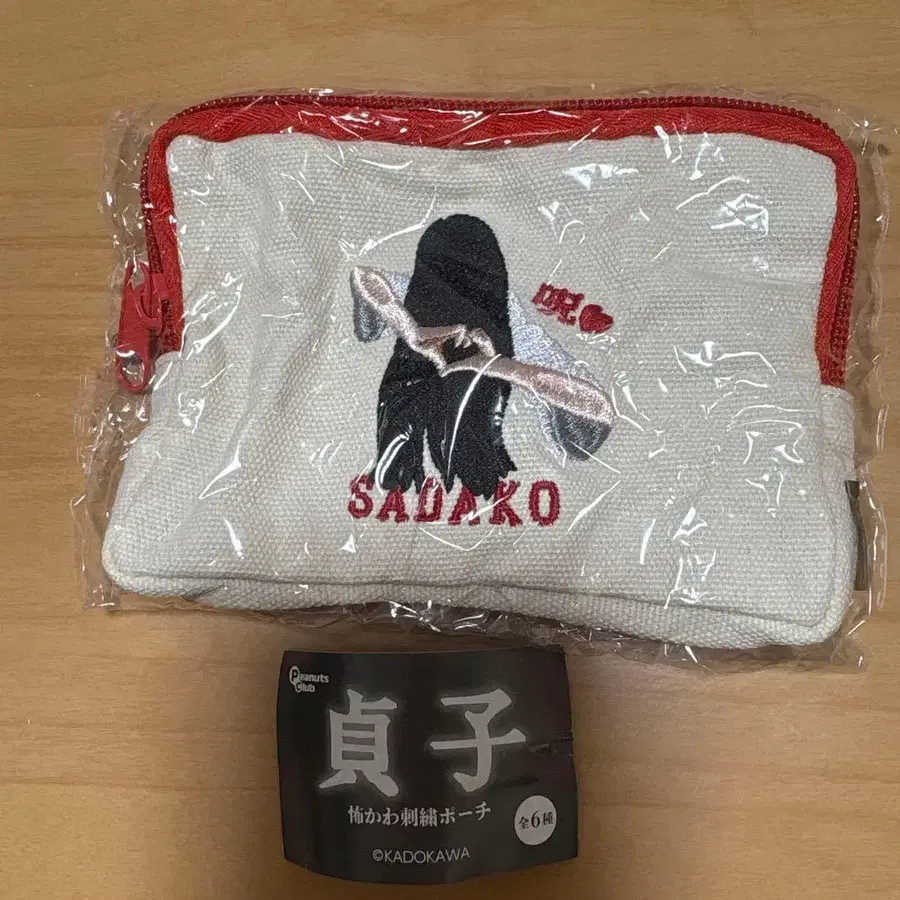 呪♥
SADAKO
Peanuts Club
貞子
怖かわ刺繍ポーチ
全6種
©KADOKAWA